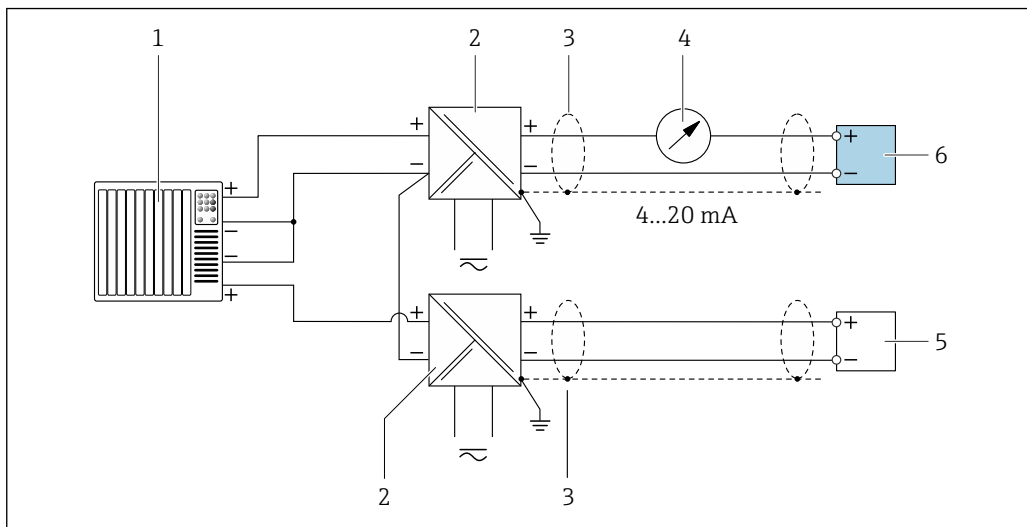 1 2 3 4
+ + + +
6
− − −
+
4...20 mA
−
−
+
+ + +
5
− − −
2 3